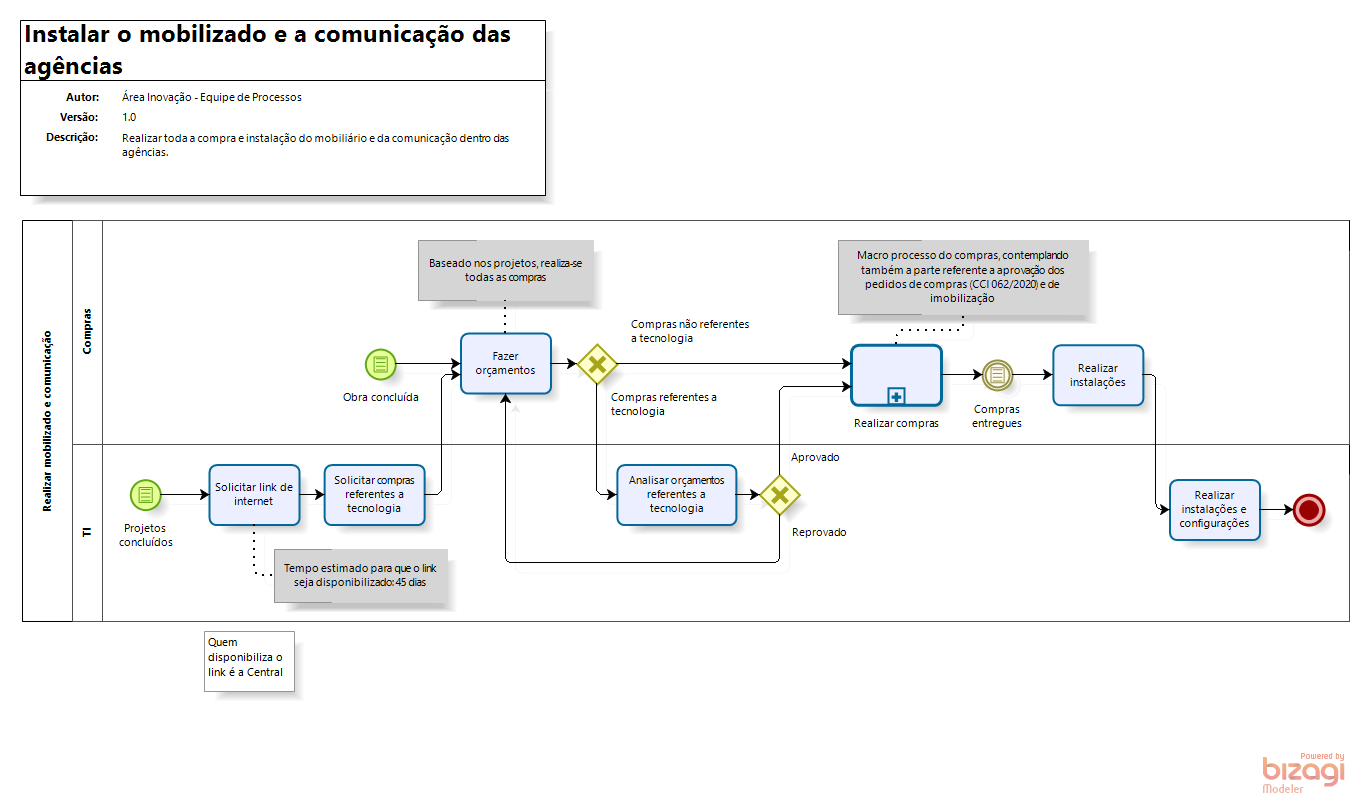 Instalar o mobilizado e a comunicação das
agências
Autor: Área Inovação - Equipe de Processos
Versão: 1.0
Descrição: Realizar toda a compra e instalação do mobiliário e da comunicação dentro das
agências.
Realizar mobilizado e comunicação
Compras
Baseado nos projetos, realiza-se
todas as compras
Macro processo do compras, contemplando
também a parte referente a aprovação dos
pedidos de compras (CCI 062/2020) e de
imobilização
Obra concluída
Fazer
orçamentos
Compras não referentes
a tecnologia
Compras referentes a
tecnologia
Realizar compras
Compras
entregues
Realizar
instalações
TI
Projetos
concluídos
Solicitar link de
internet
Solicitar compras
referentes a
tecnologia
Analisar orçamentos
referentes a
tecnologia
Aprovado
Reprovado
Realizar
instalações e
configurações
Tempo estimado para que o link
seja disponibilizado: 45 dias
Quem
disponibiliza o
link é a Central
Powered by
bizagi
Modeler